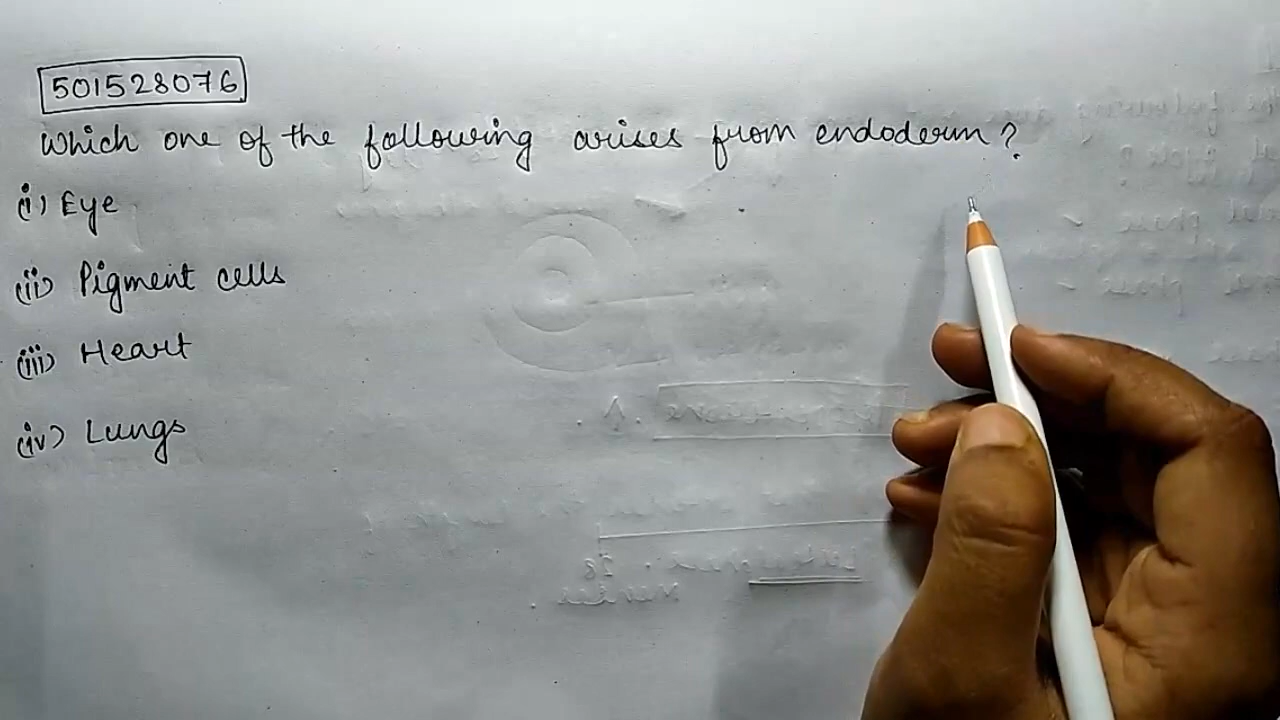 501528076
Which one of the following arises from endoderm?
(i) Eye
(ii) Pigment cells
(iii) Heart
(iv) Lungs